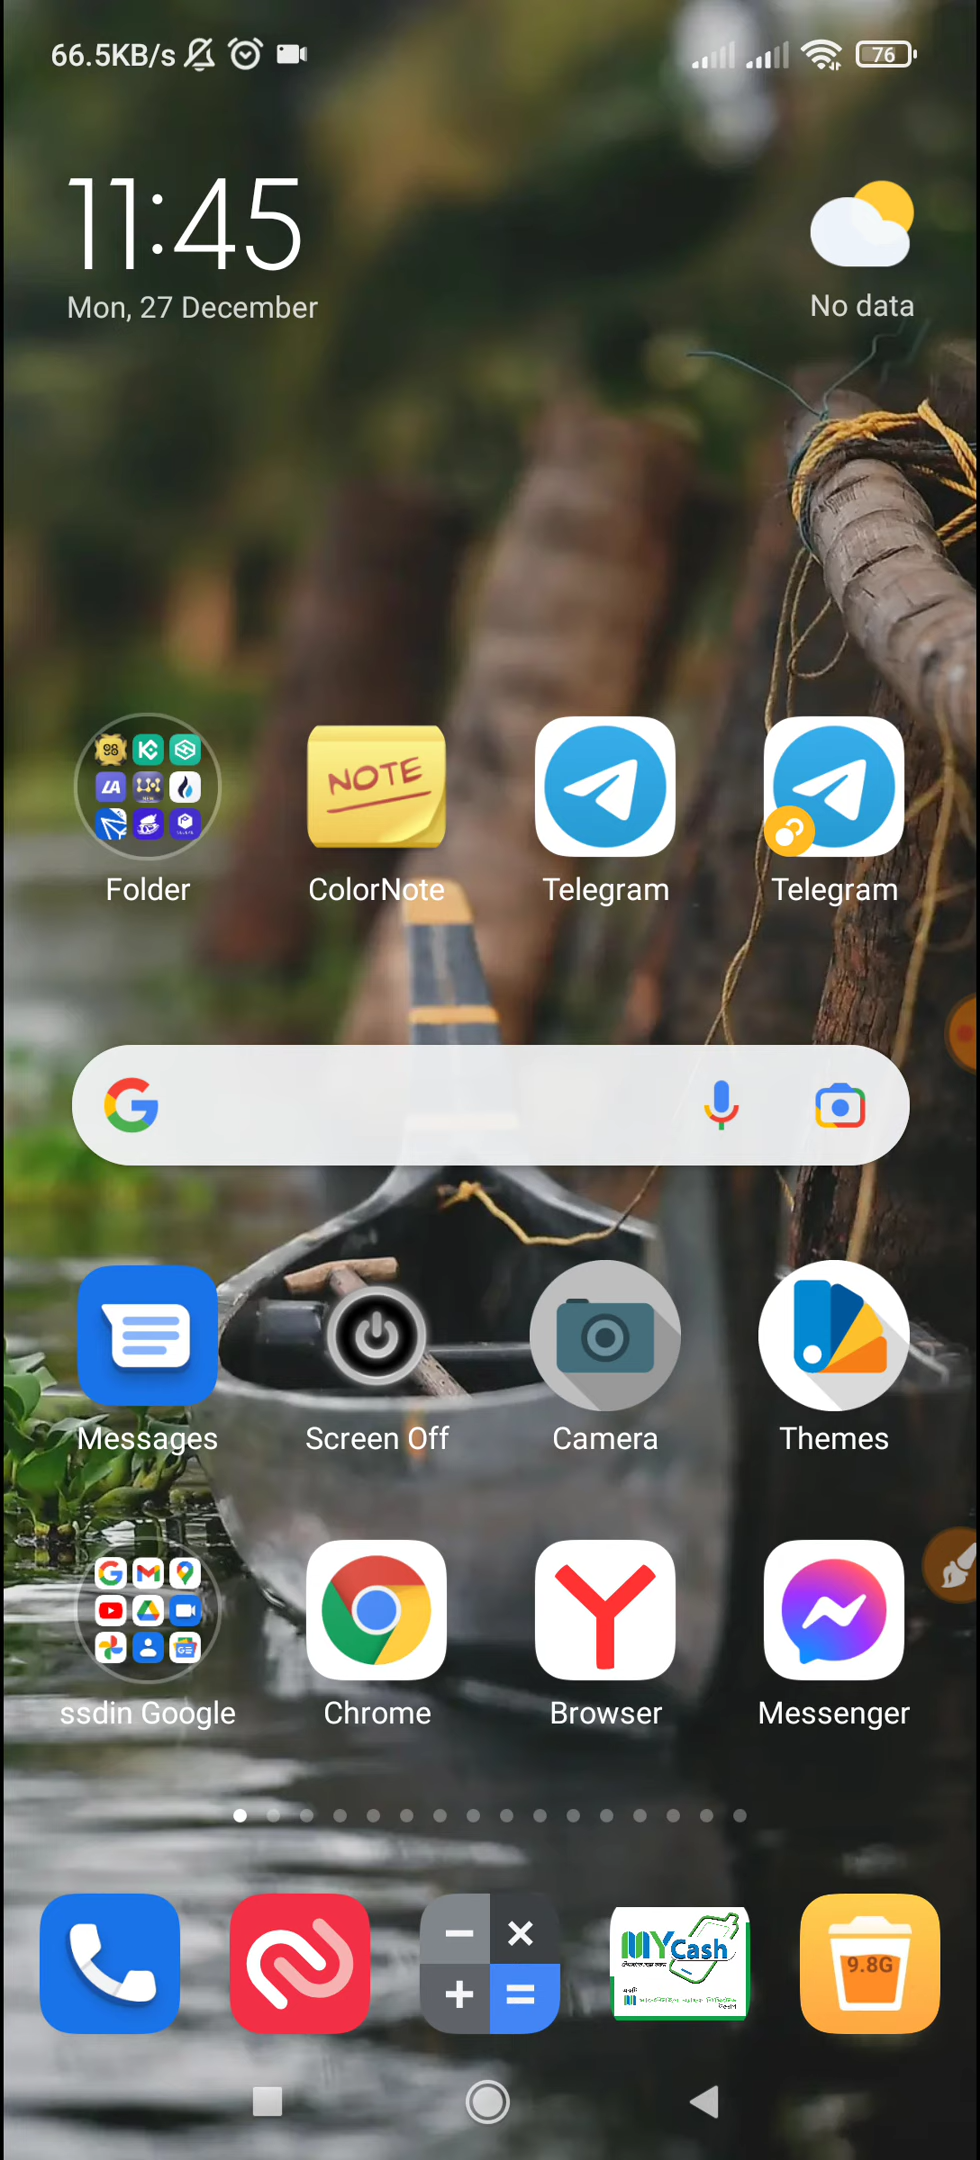 66.5KB/s
76
11:45
Mon, 27 December
No data
NOTE
Folder
ColorNote
Telegram
Telegram
Messages
Screen Off
Camera
Themes
ssdin Google
Chrome
Browser
Messenger
MYCash
9.8G